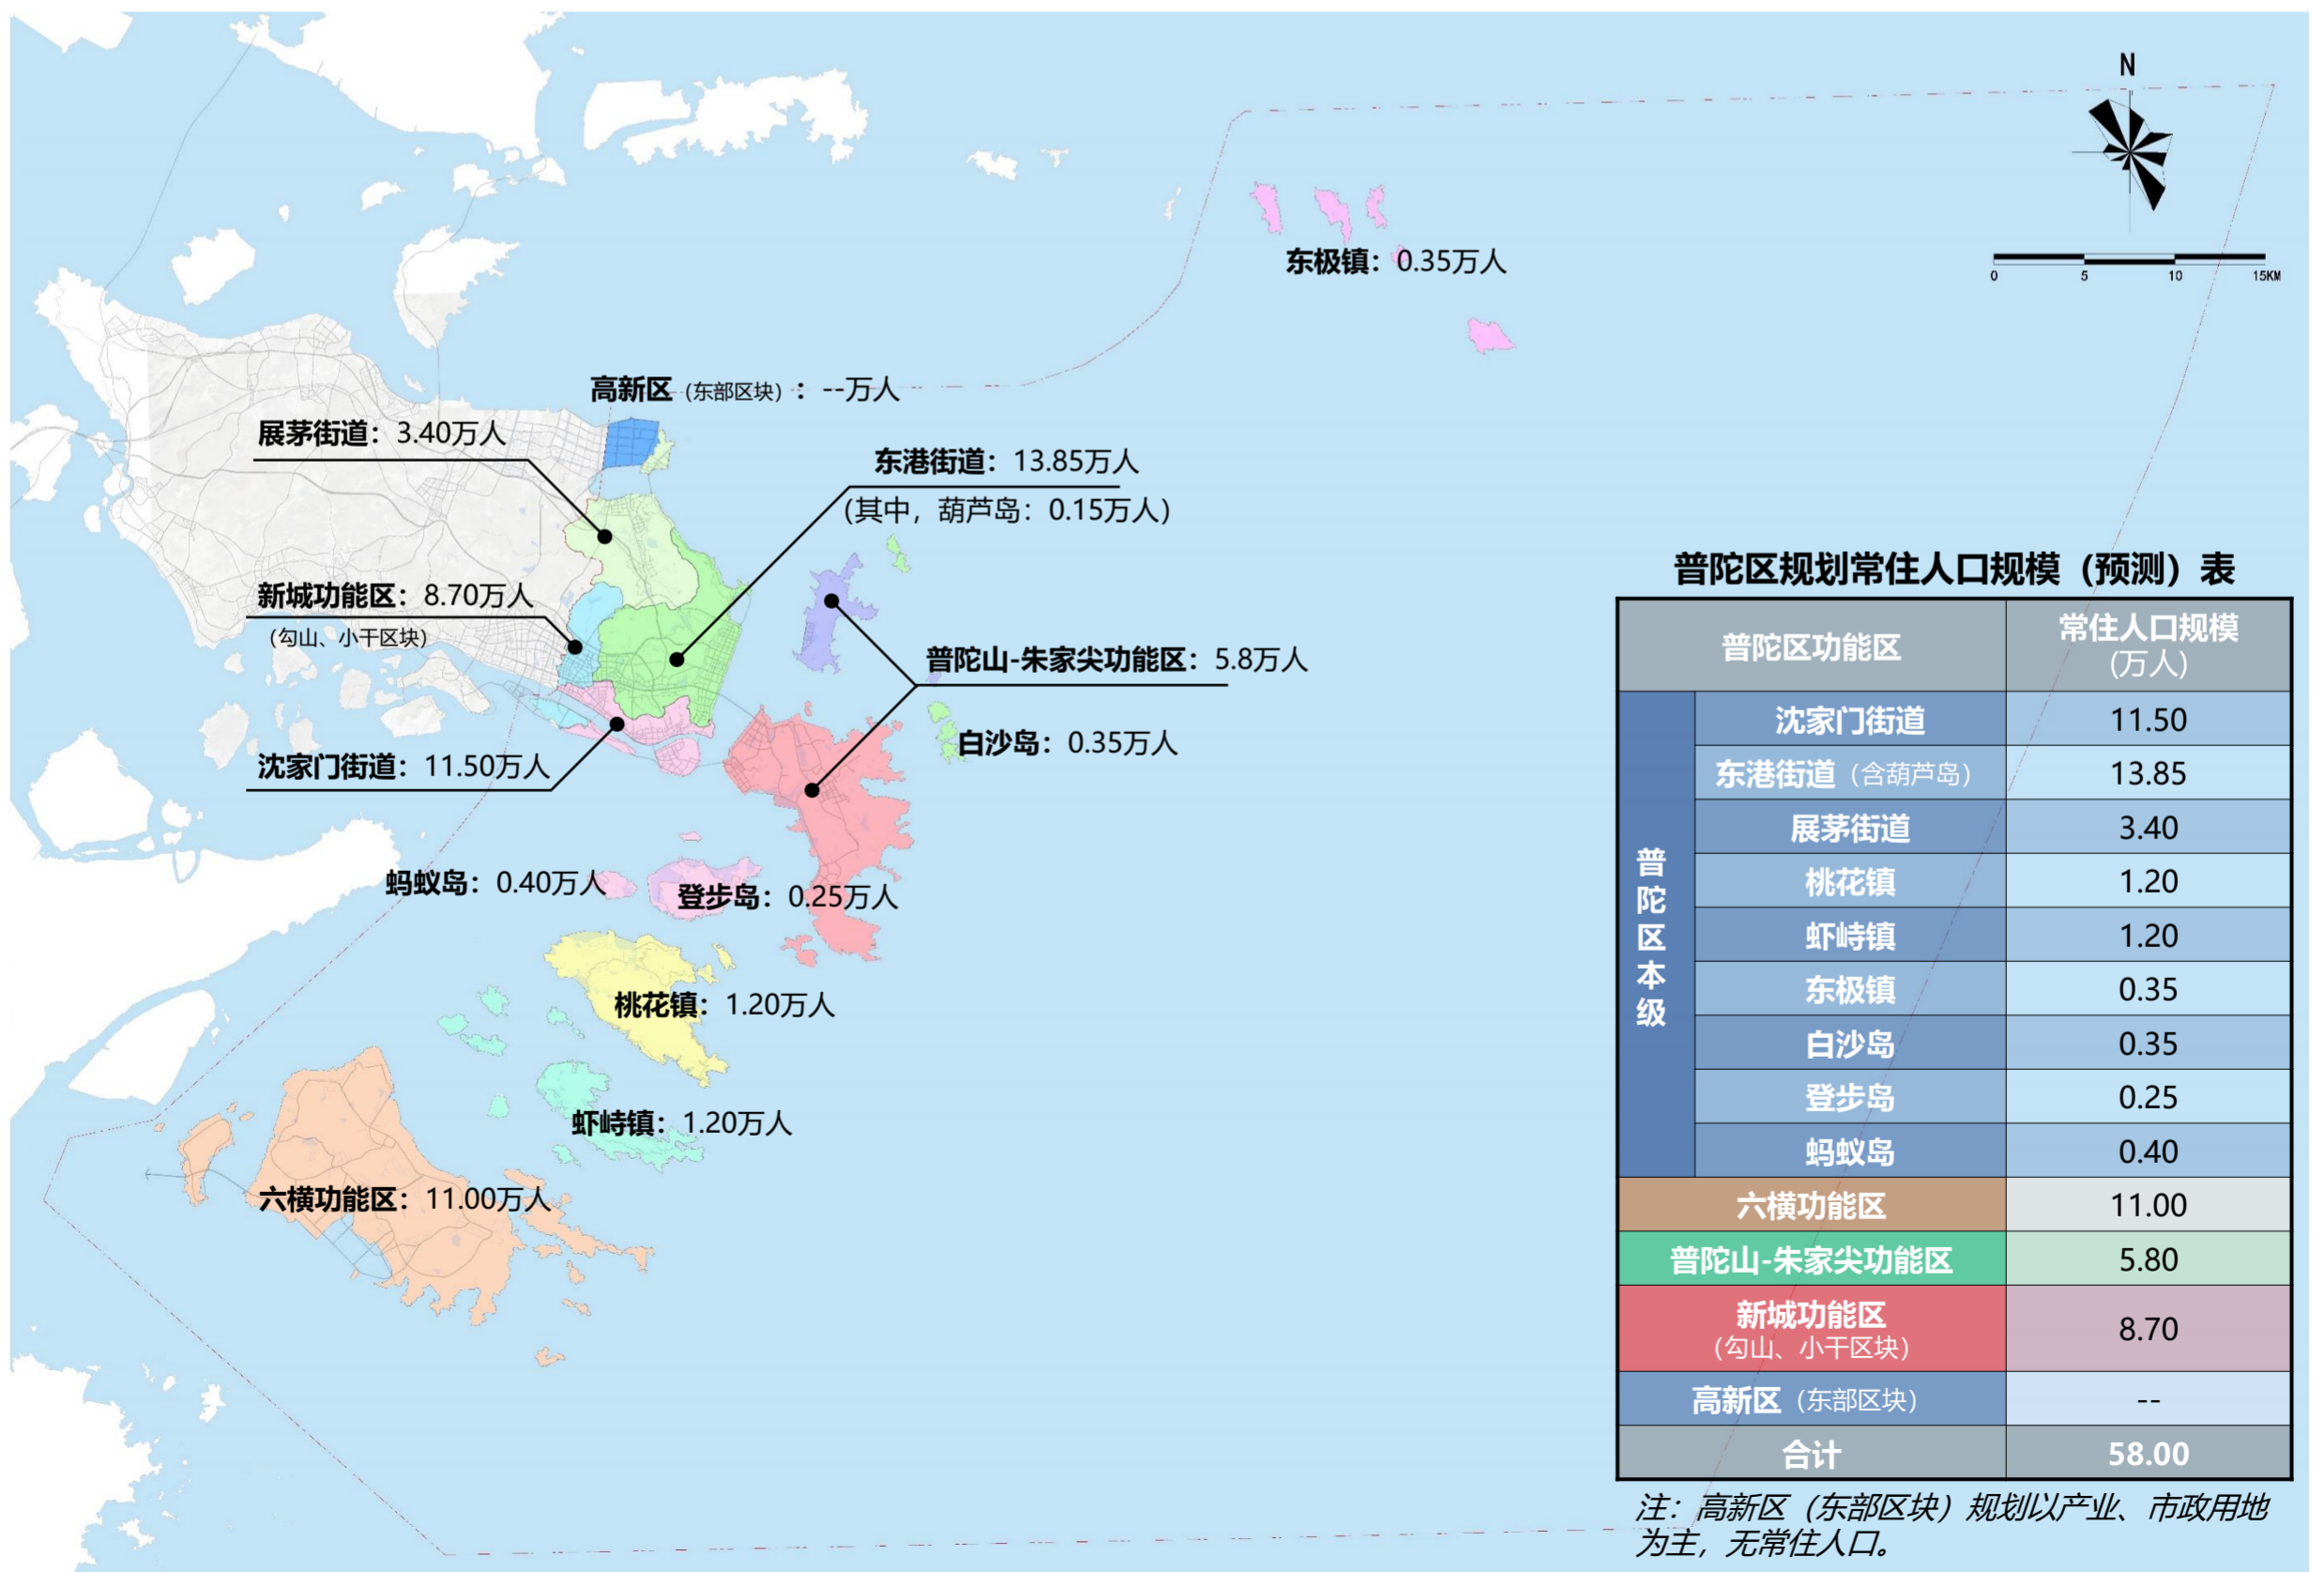 N
0 5 10 15KM
东极镇：0.35万人
高新区（东部区块）：--万人
展茅街道：3.40万人
东港街道：13.85万人
（其中，葫芦岛：0.15万人）
新城功能区：8.70万人
（勾山、小干区块）
普陀山-朱家尖功能区：5.8万人
白沙岛：0.35万人
沈家门街道：11.50万人
蚂蚁岛：0.40万人
登步岛：0.25万人
桃花镇：1.20万人
虾峙镇：1.20万人
六横功能区：11.00万人
普陀区规划常住人口规模（预测）表
普陀区功能区 常住人口规模
（万人）
普陀区本级
沈家门街道 11.50
东港街道（含葫芦岛） 13.85
展茅街道 3.40
桃花镇 1.20
虾峙镇 1.20
东极镇 0.35
白沙岛 0.35
登步岛 0.25
蚂蚁岛 0.40
六横功能区 11.00
普陀山-朱家尖功能区 5.80
新城功能区 8.70
（勾山、小干区块）
高新区（东部区块） --
合计 58.00
注：高新区（东部区块）规划以产业、市政用地
为主，无常住人口。